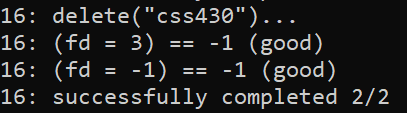 16: delete("css430")...
16: (fd = 3) == -1 (good)
16: (fd = -1) == -1 (good)
16: successfully completed 2/2